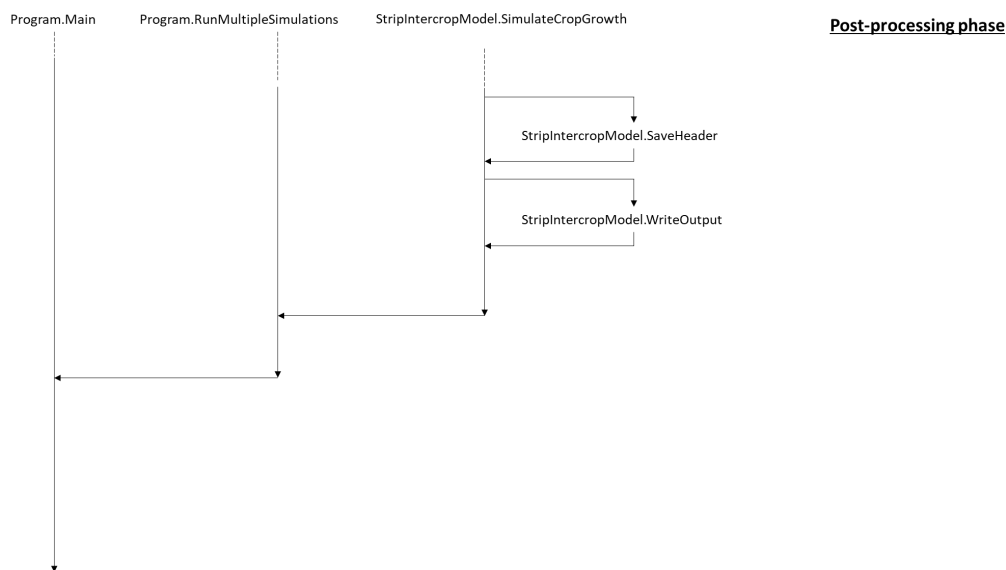 Program.Main
Program.RunMultipleSimulations
StripIntercropModel.SimulateCropGrowth
Post-processing phase
StripIntercropModel.SaveHeader
StripIntercropModel.WriteOutput